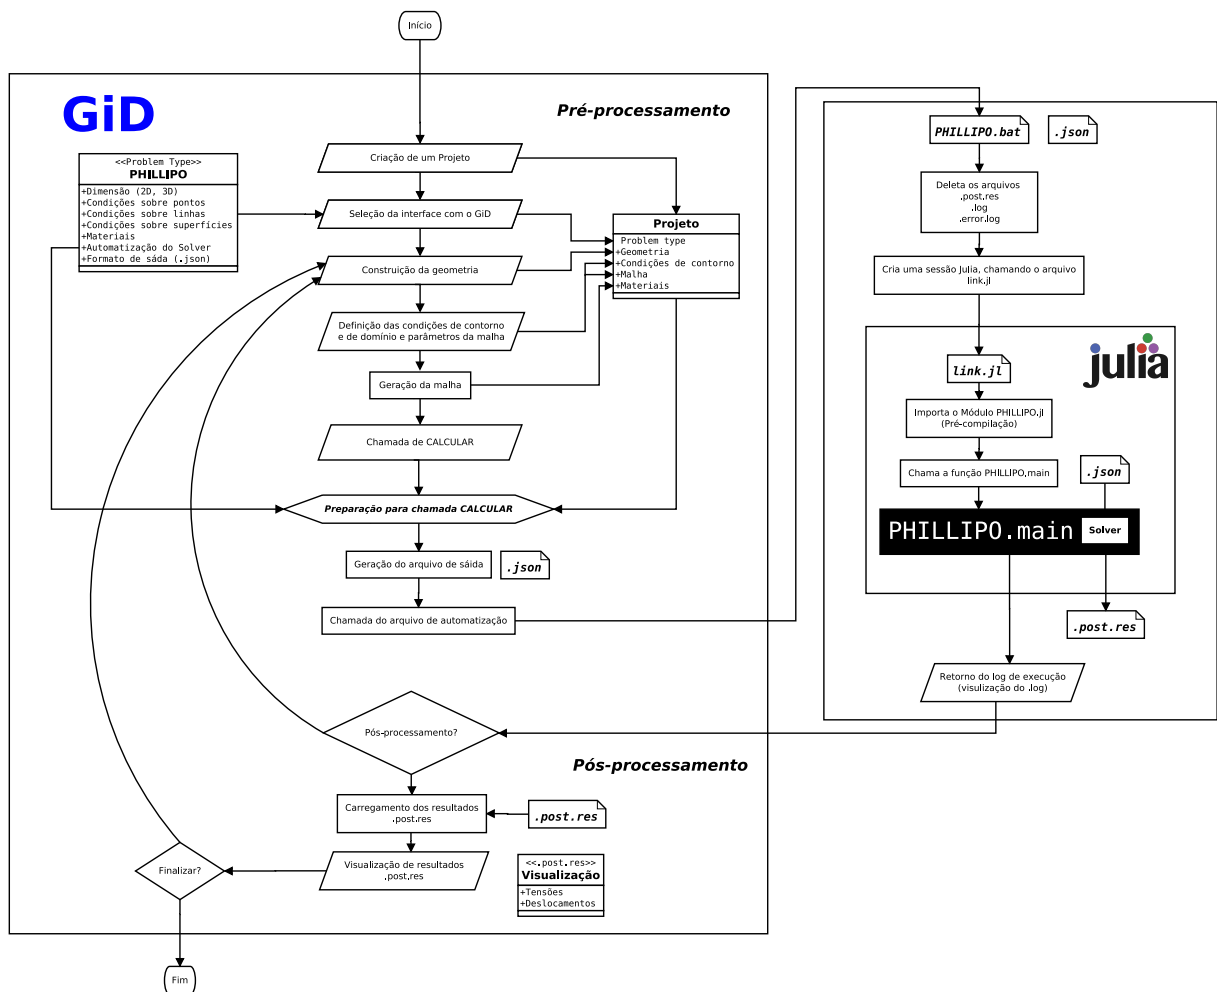 Início
GiD
Pré-processamento
<<Problem Type>>
PHILLIPO
+Dimensão (2D, 3D)
+Condições sobre pontos
+Condições sobre linhas
+Condições sobre superfícies
+Materiais
+Automatização do Solver
+Formato de sáda (.json)
Criação de um Projeto
Seleção da interface com o GiD
Construção da geometria
Definição das condições de contorno
e de domínio e parâmetros da malha
Geração da malha
Chamada de CALCULAR
Preparação para chamada CALCULAR
Geração do arquivo de sáida
.json
Chamada do arquivo de automatização
Projeto
Problem type
+Geometria
+Condições de contorno
+Malha
+Materiais
PHILLIPO.bat
.json
Deleta os arquivos
.post.res
.log
.error.log
Cria uma sessão Julia, chamando o arquivo
link.jl
julia
link.jl
Importa o Módulo PHILLIPO.jl
(Pré-compilação)
Chama a função PHILLIPO.main
.json
PHILLIPO.main
Solver
.post.res
Retorno do log de execução
(visulização do .log)
Pós-processamento?
Pós-processamento
Carregamento dos resultados
.post.res
.post.res
Visualização de resultados
.post.res
<<.post.res>>
Visualização
+Tensões
+Deslocamentos
Finalizar?
Fim